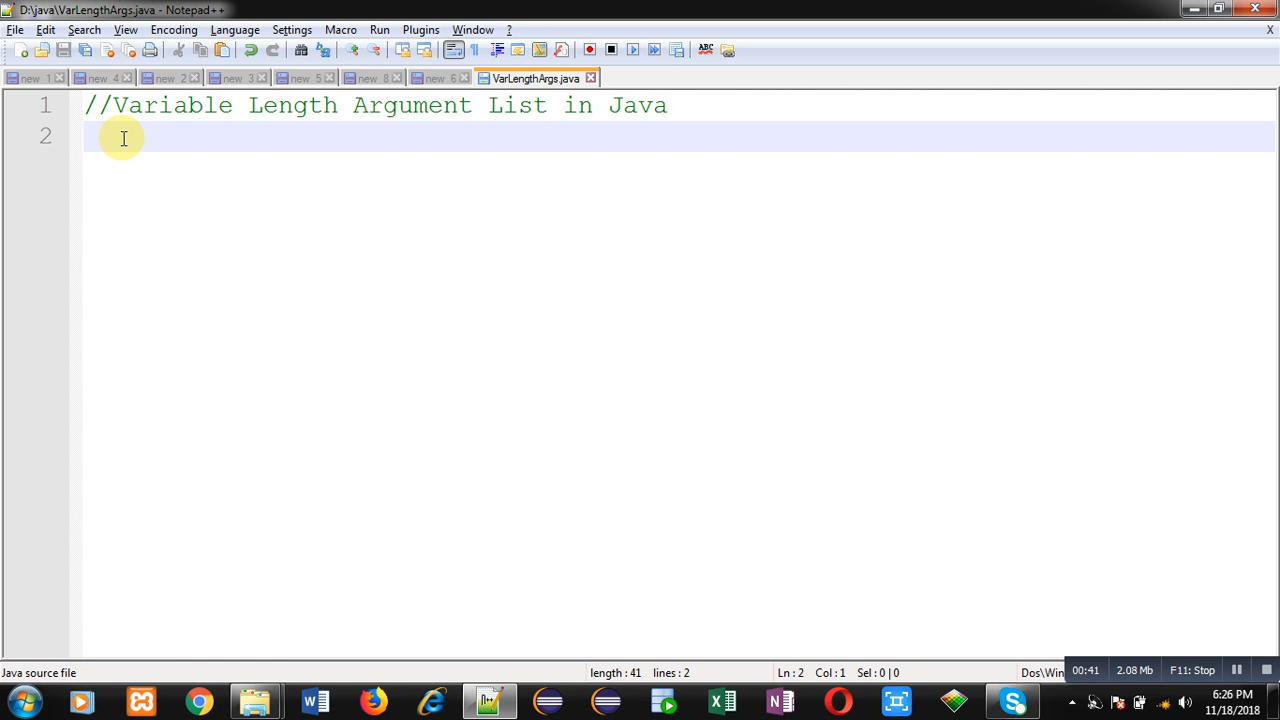 D:\java\VarLengthArgs.java - Notepad++
File Edit Search View Encoding Language Settings Macro Run Plugins Window ? X
new 1 new 4 new 2 new 3 new 5 new 8 new 6 VarLengthArgs.java
1 //Variable Length Argument List in Java
2
Java source file length : 41 lines : 2 Ln : 2 Col : 1 Sel : 0 | 0 Dos\Win
00:41 2.08 Mb F11: Stop
6:26 PM
11/18/2018